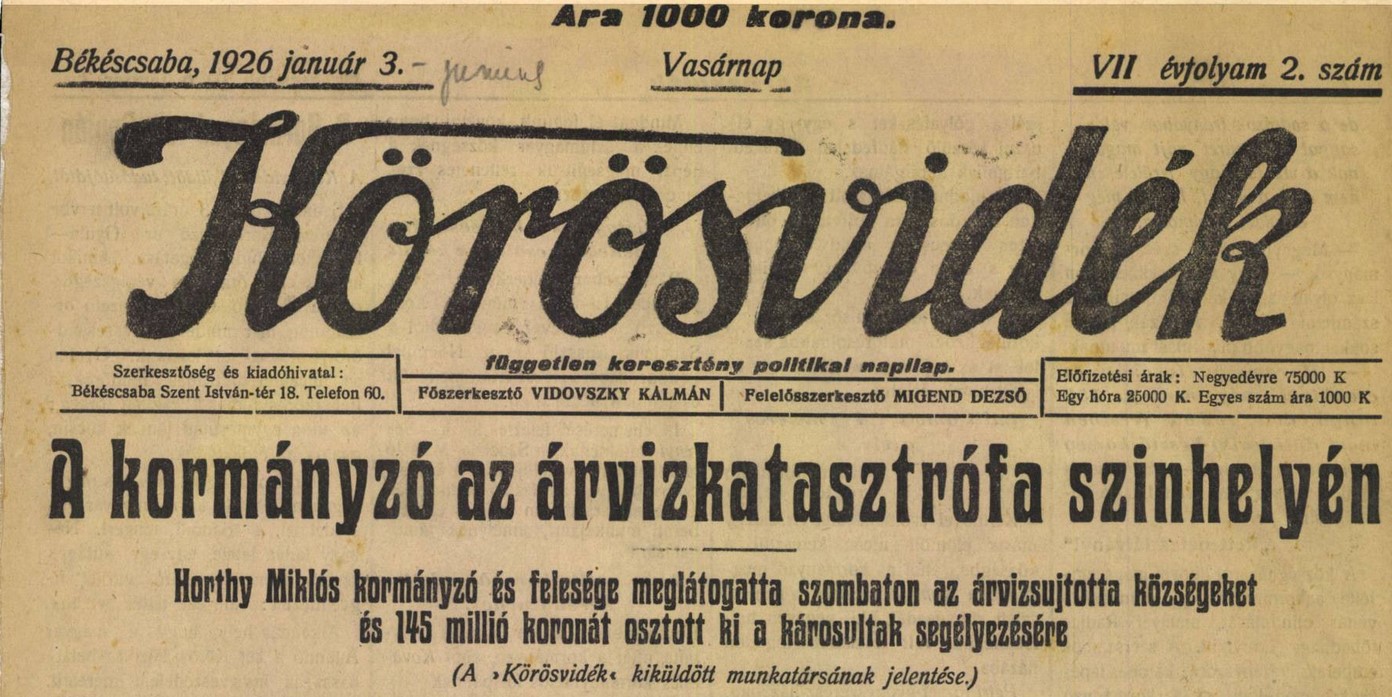 Ara 1000 korona.
Békéscsaba, 1926 január 3. - junius Vasárnap VII évfolyam 2. szám
Körösvidék
független keresztény politikai napilap.
Szerkesztőség és kiadóhivatal:
Békéscsaba Szent István-tér 18. Telefon 60.
Főszerkesztő VIDOVSZKY KÁLMÁN
Felelősszerkesztő MIGEND DEZSŐ
Előfizetési árak: Negyedévre 75000 K
Egy hóra 25000 K. Egyes szám ára 1000 K
A kormányzó az árvizkatasztrófa szinhelyén
Horthy Miklós kormányzó és felesége meglátogatta szombaton az árvizsujtotta községeket
és 145 millió koronát osztott ki a károsultak segélyezésére
(A »Körösvidék« kiküldött munkatársának jelentése.)